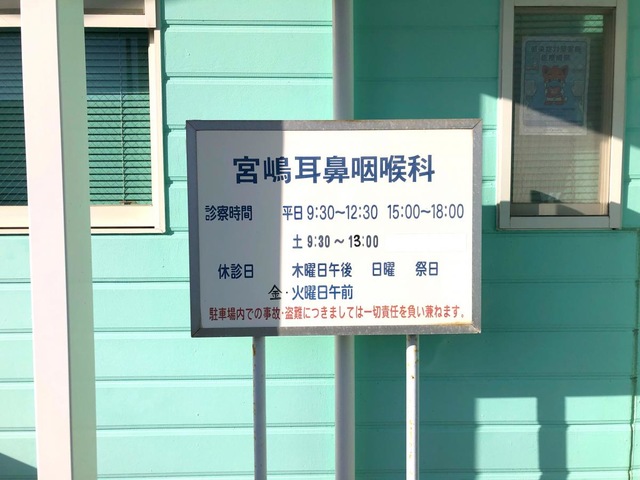 宮嶋耳鼻咽喉科
診察時間 平日 9:30～12:30 15:00～18:00
土 9:30～13:00
休診日 木曜日午後 日曜 祭日
金・火曜日午前
駐車場内での事故・盗難につきましては一切責任を負い兼ねます。